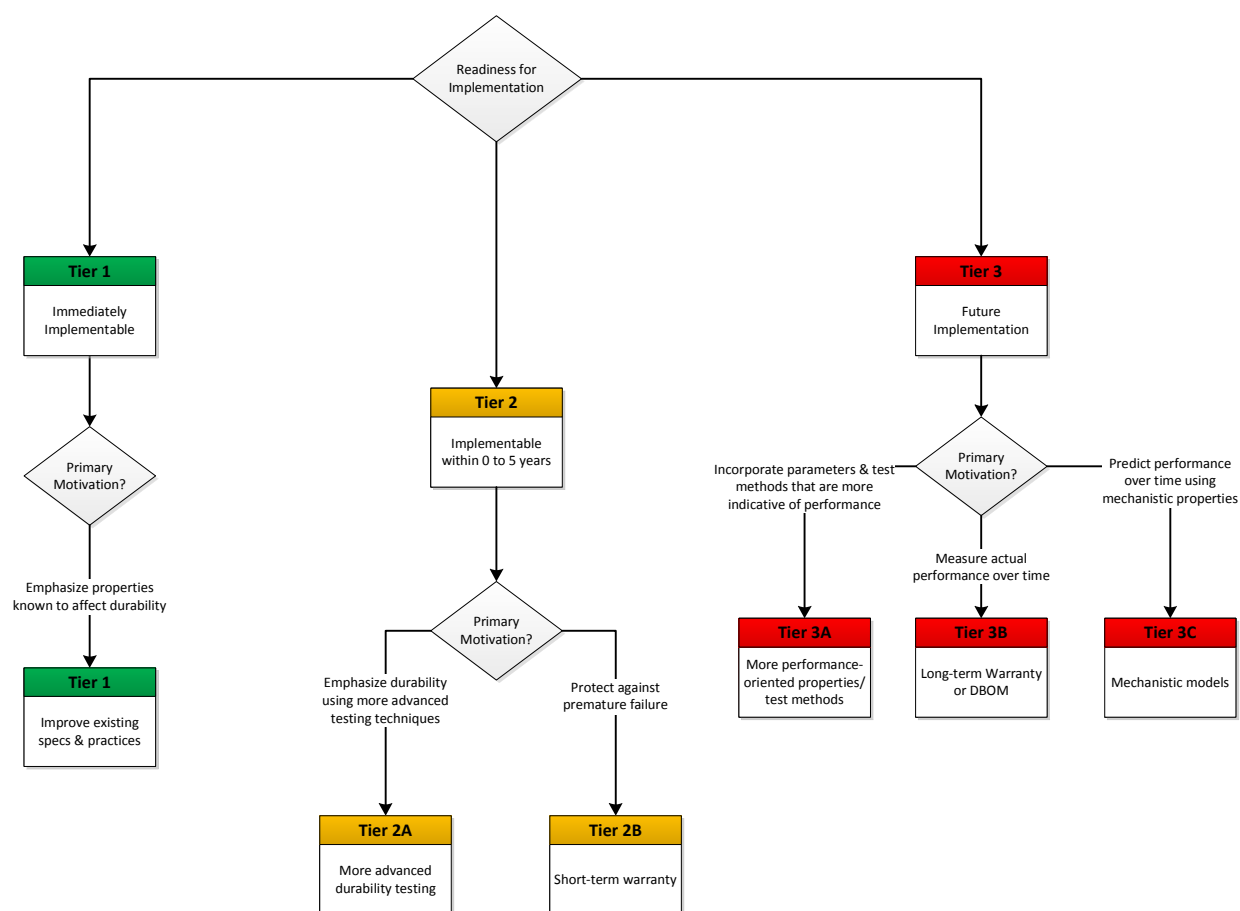 Readiness for
Implementation
Tier 1
Immediately
Implementable
Primary
Motivation?
Emphasize properties
known to affect durability
Tier 1
Improve existing
specs & practices
Tier 2
Implementable
within 0 to 5 years
Primary
Motivation?
Emphasize durability
using more advanced
testing techniques
Protect against
premature failure
Tier 2A
More advanced
durability testing
Tier 2B
Short-term warranty
Tier 3
Future
Implementation
Primary
Motivation?
Incorporate parameters & test
methods that are more
indicative of performance
Measure actual
performance over time
Predict performance
over time using
mechanistic properties
Tier 3A
More performance-
oriented properties/
test methods
Tier 3B
Long-term Warranty
or DBOM
Tier 3C
Mechanistic models